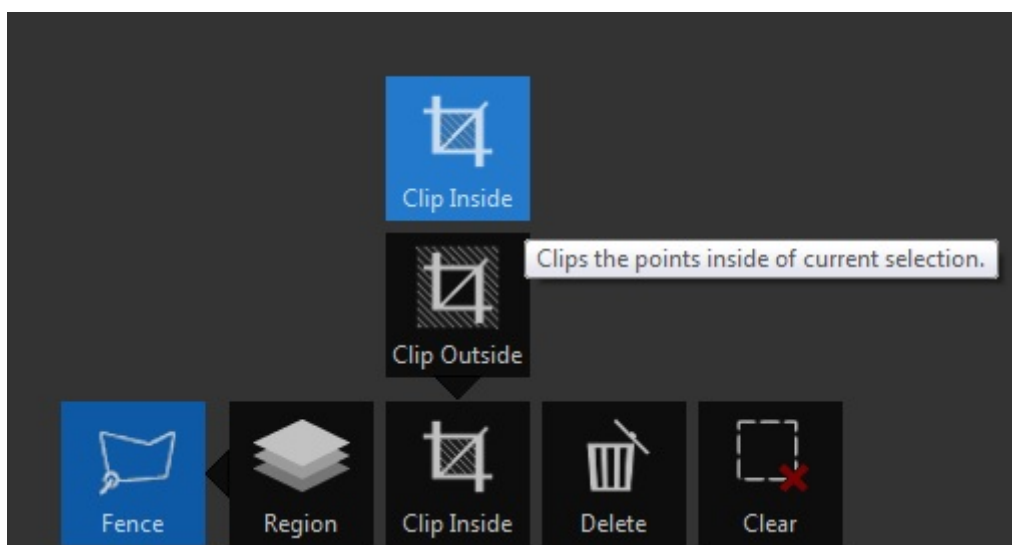 Clip Inside
Clips the points inside of current selection.
Clip Outside
Fence
Region
Clip Inside
Delete
Clear